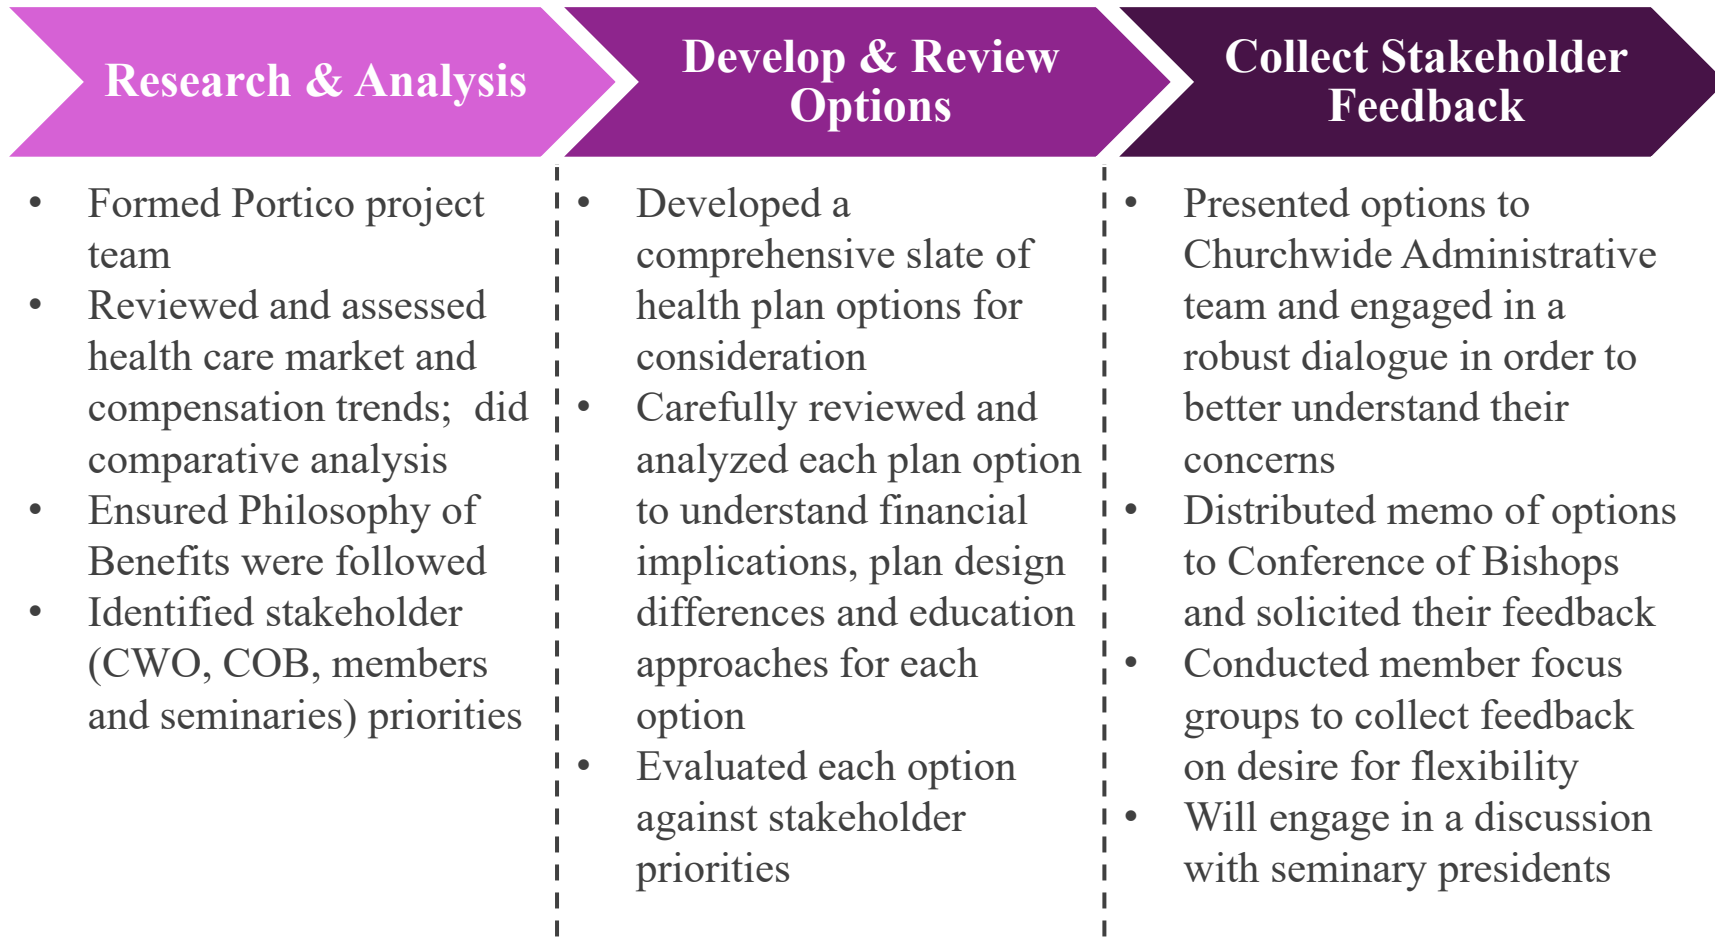 Research & Analysis
Develop & Review
Options
Collect Stakeholder
Feedback
• Formed Portico project
team
• Reviewed and assessed
health care market and
compensation trends; did
comparative analysis
• Ensured Philosophy of
Benefits were followed
• Identified stakeholder
(CWO, COB, members
and seminaries) priorities
• Developed a
comprehensive slate of
health plan options for
consideration
• Carefully reviewed and
analyzed each plan option
to understand financial
implications, plan design
differences and education
approaches for each
option
• Evaluated each option
against stakeholder
priorities
• Presented options to
Churchwide Administrative
team and engaged in a
robust dialogue in order to
better understand their
concerns
• Distributed memo of options
to Conference of Bishops
and solicited their feedback
• Conducted member focus
groups to collect feedback
on desire for flexibility
• Will engage in a discussion
with seminary presidents